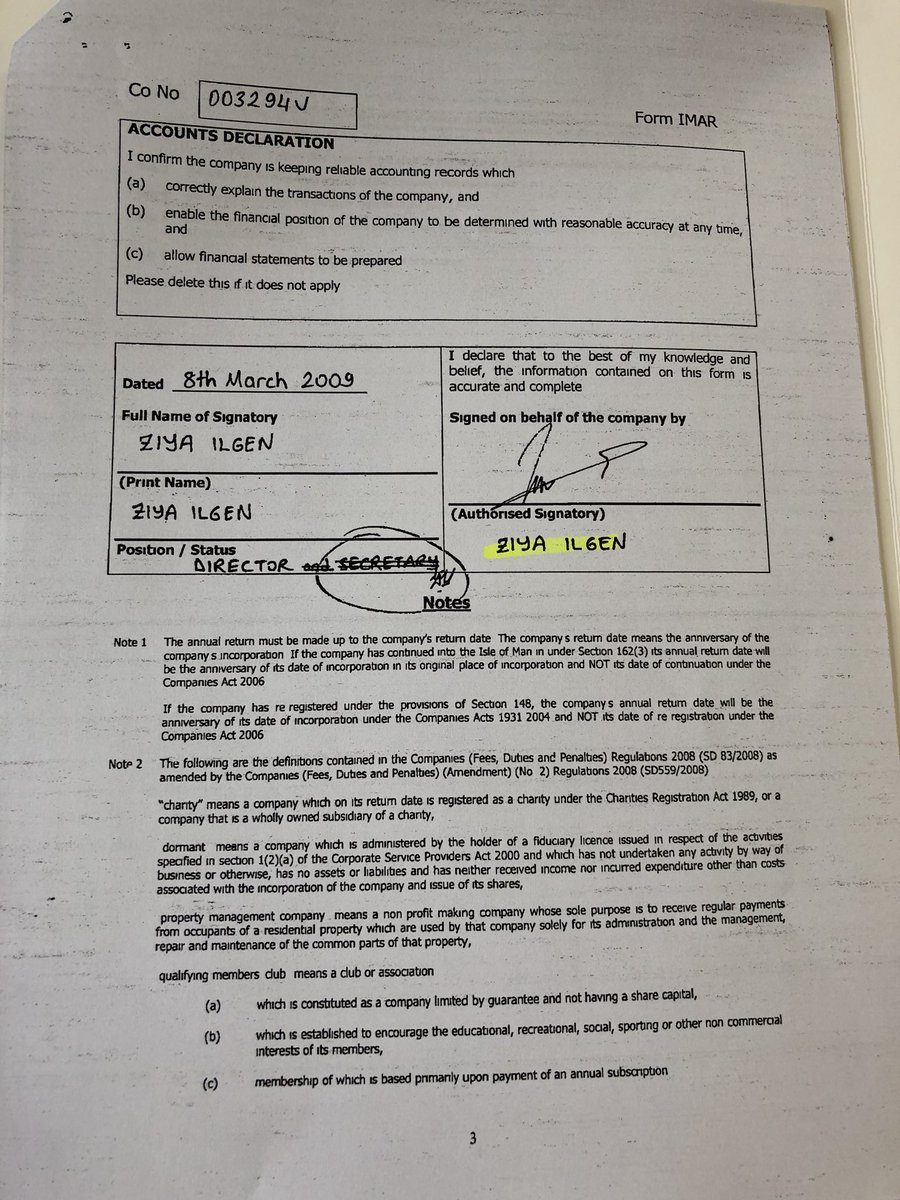 Co No 003294V
Form IMAR
ACCOUNTS DECLARATION
I confirm the company is keeping reliable accounting records which
(a) correctly explain the transactions of the company, and
(b) enable the financial position of the company to be determined with reasonable accuracy at any time,
and
(c) allow financial statements to be prepared
Please delete this if it does not apply
Dated 8th March 2009
Full Name of Signatory
ZIYA ILGEN
(Print Name)
ZIYA ILGEN
Position / Status
DIRECTOR and SECRETARY
I declare that to the best of my knowledge and
belief, the information contained on this form is
accurate and complete
Signed on behalf of the company by
(Authorised Signatory)
ZIYA ILGEN
Notes
Note 1 The annual return must be made up to the company's return date The company s return date means the anniversary of the
company s incorporation If the company has continued into the Isle of Man in under Section 162(3) its annual return date will
be the anniversary of its date of incorporation in its original place of incorporation and NOT its date of continuation under the
Companies Act 2006
If the company has re registered under the provisions of Section 148, the company s annual return date will be the
anniversary of its date of incorporation under the Companies Acts 1931 2004 and NOT its date of re registration under the
Companies Act 2006
Note 2 The following are the definitions contained in the Companies (Fees, Duties and Penalties) Regulations 2008 (SD 83/2008) as
amended by the Companies (Fees, Duties and Penalties) (Amendment) (No 2) Regulations 2008 (SD559/2008)
"charity" means a company which on its return date is registered as a charity under the Charities Registration Act 1989, or a
company that is a wholly owned subsidiary of a charity,
dormant means a company which is administered by the holder of a fiduciary licence issued in respect of the activities
specified in section 1(2)(a) of the Corporate Service Providers Act 2000 and which has not undertaken any activity by way of
business or otherwise, has no assets or liabilities and has neither received income nor incurred expenditure other than costs
associated with the incorporation of the company and issue of its shares,
property management company means a non profit making company whose sole purpose is to receive regular payments
from occupants of a residential property which are used by that company solely for its administration and the management,
repair and maintenance of the common parts of that property,
qualifying members club means a club or association
(a) which is constituted as a company limited by guarantee and not having a share capital,
(b) which is established to encourage the educational, recreational, social, sporting or other non commercial
interests of its members,
(c) membership of which is based primarily upon payment of an annual subscription
3